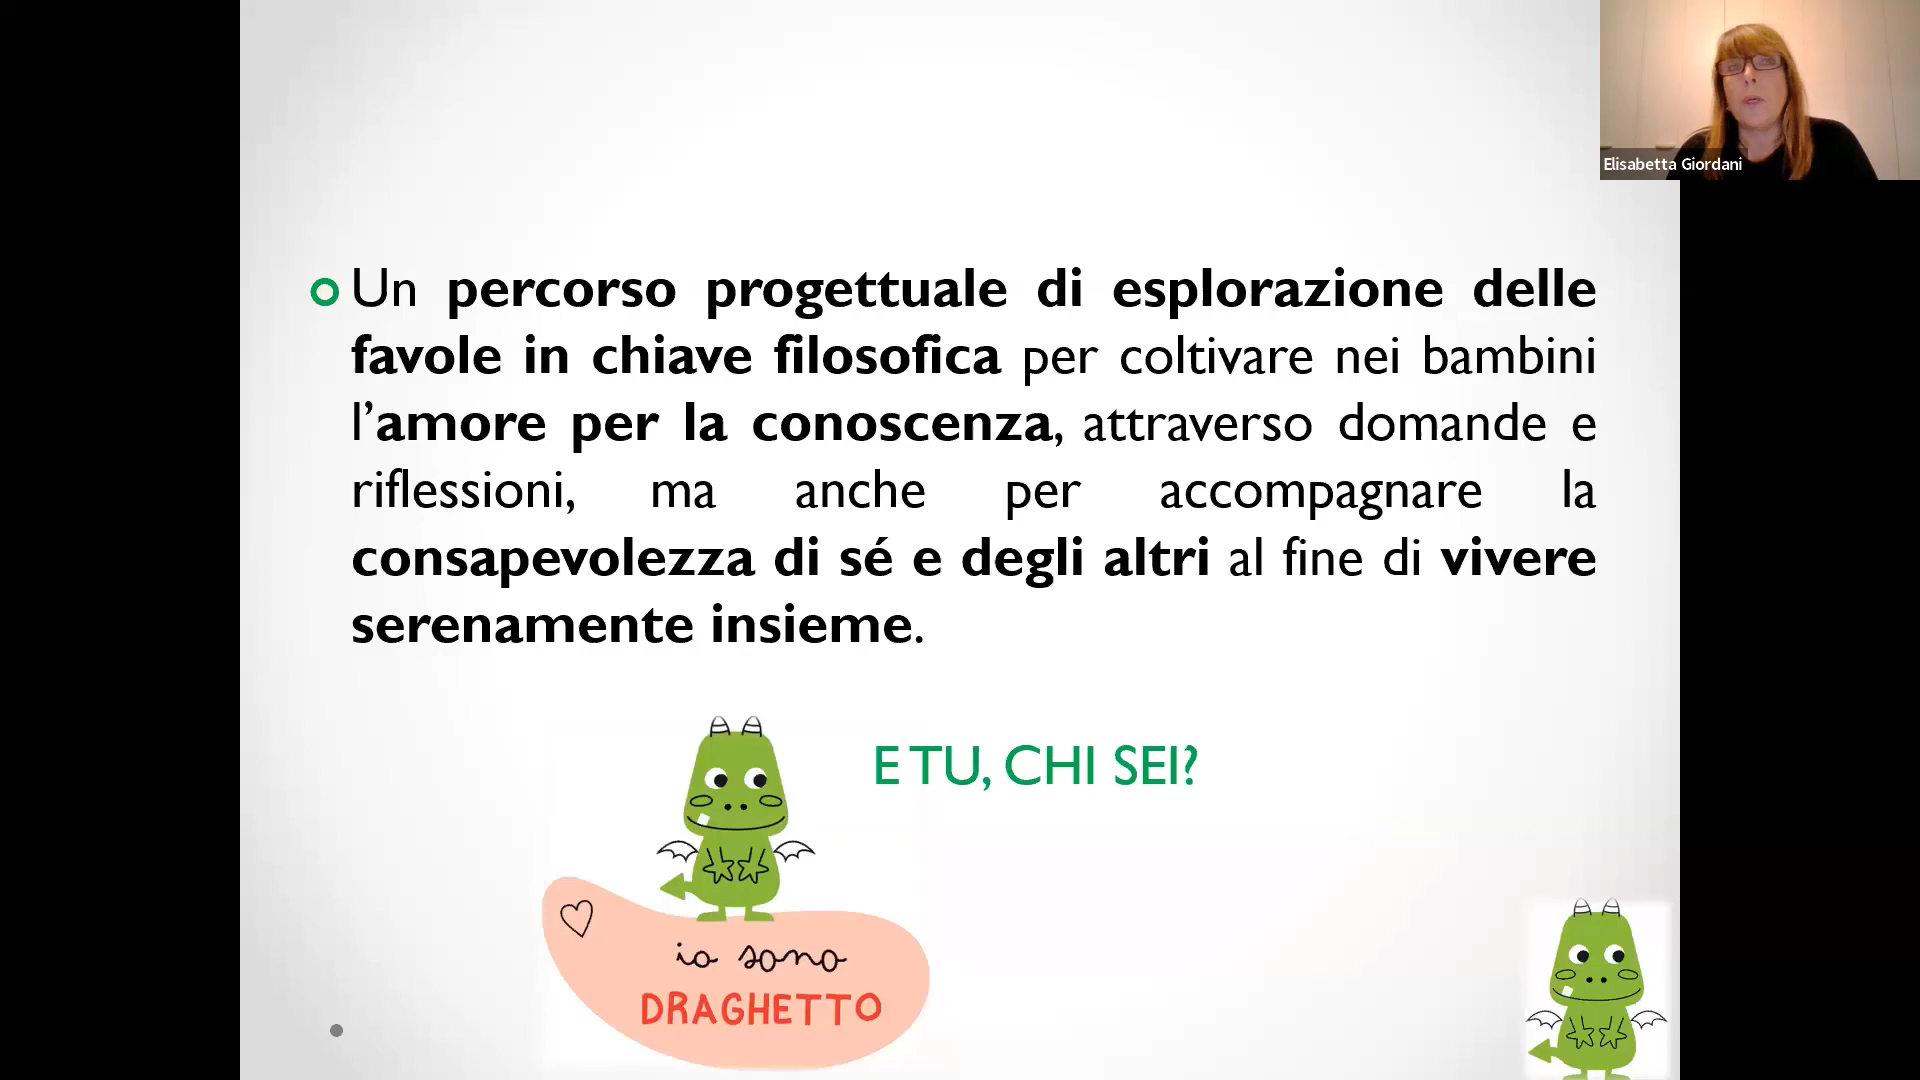 Elisabetta Giordani
Un percorso progettuale di esplorazione delle
favole in chiave filosofica per coltivare nei bambini
l’amore per la conoscenza, attraverso domande e
riflessioni, ma anche per accompagnare la
consapevolezza di sé e degli altri al fine di vivere
serenamente insieme.
E TU, CHI SEI?
io sono
DRAGHETTO